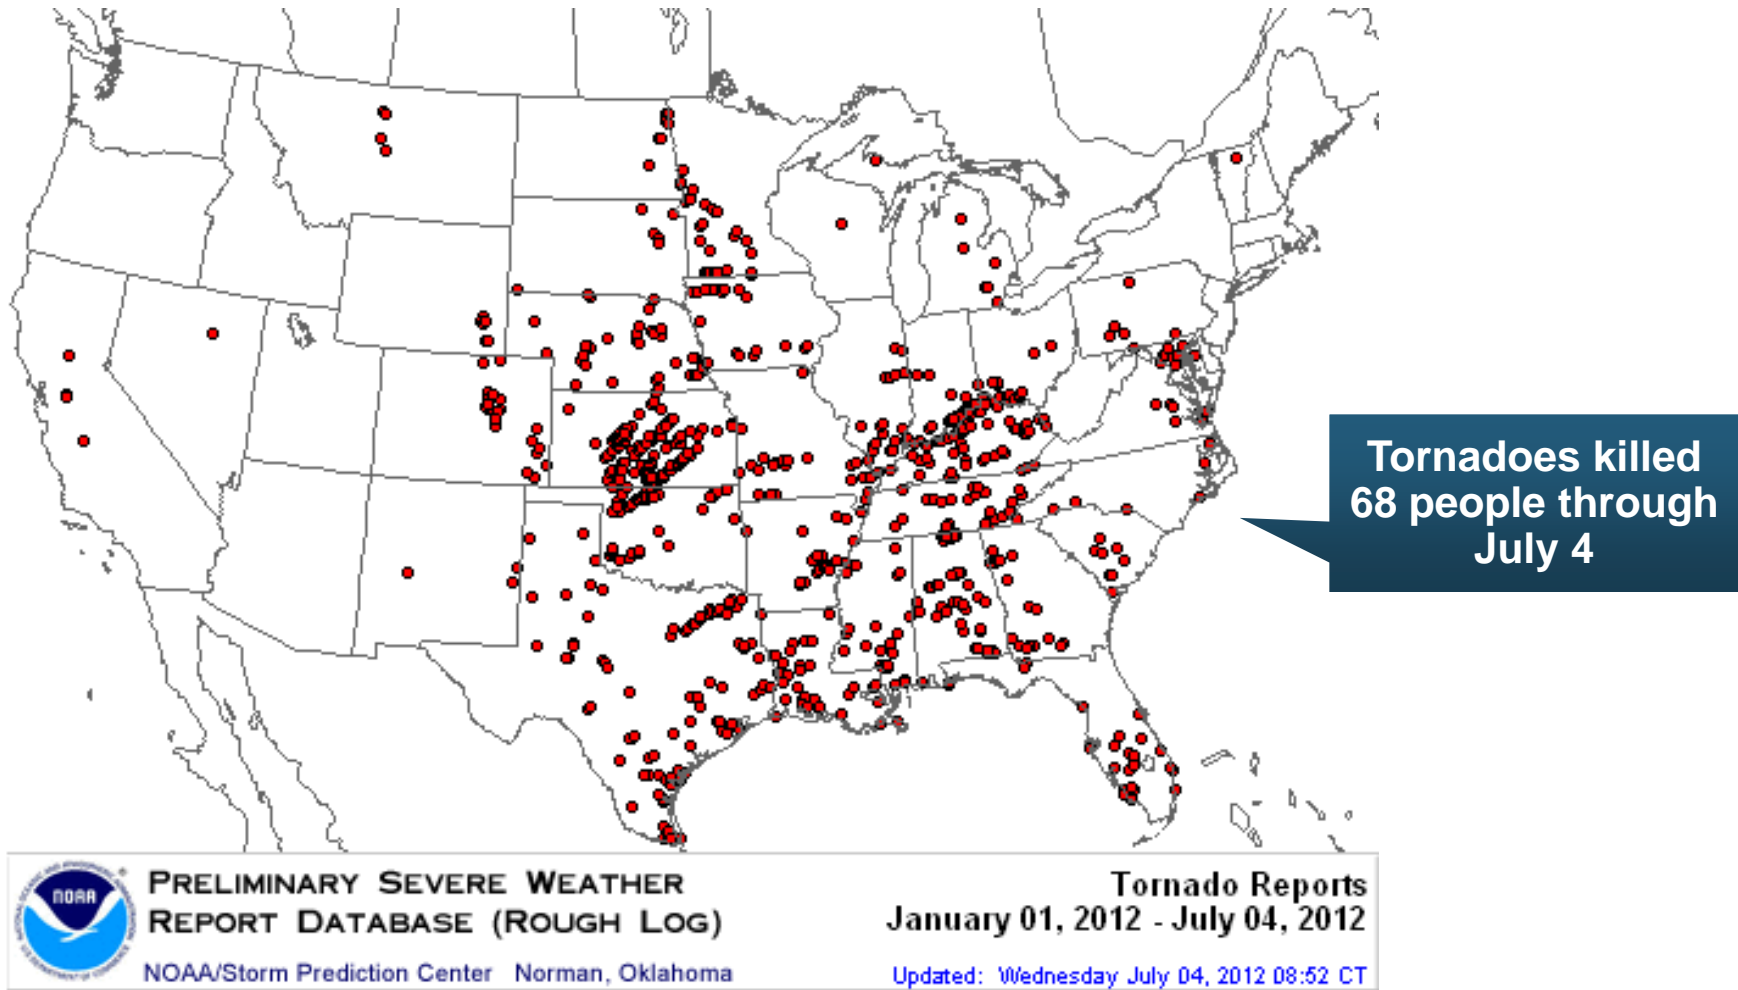 Tornadoes killed
68 people through
July 4
NOAA
PRELIMINARY SEVERE WEATHER
REPORT DATABASE (ROUGH LOG)
NOAA/Storm Prediction Center Norman, Oklahoma
Tornado Reports
January 01, 2012 - July 04, 2012
Updated: Wednesday July 04, 2012 08:52 CT